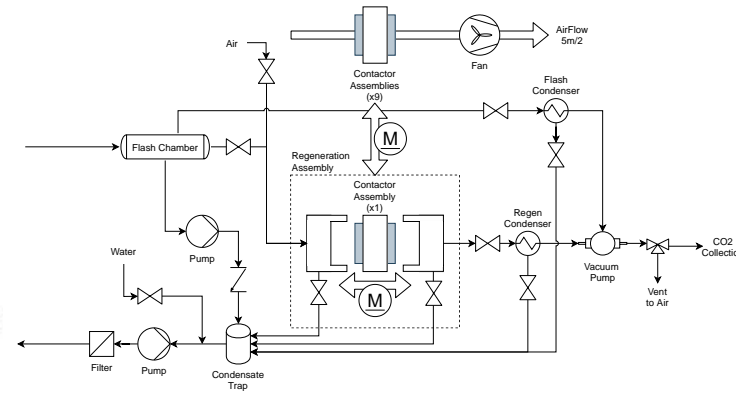 Air
AirFlow
5m/2
Fan
Contactor
Assemblies
(x9)
Flash
Condenser
M
Flash Chamber
Regeneration
Assembly
Contactor
Assembly
(x1)
Regen
Condenser
Pump
Water
CO2
Collectio
Vacuum
Pump
Vent
to Air
M
Filter
Pump
Condensate
Trap